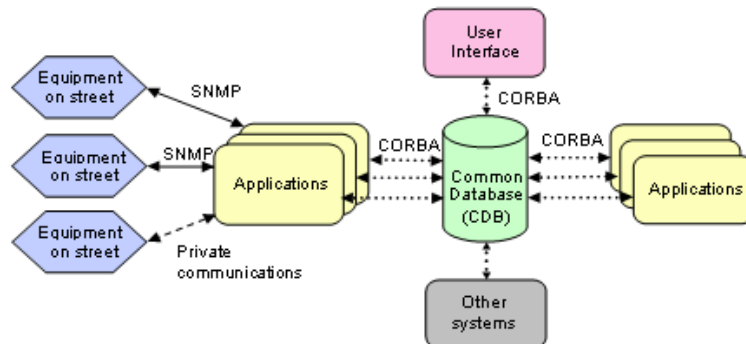 User
Interface
Equipment
on street
SNMP
CORBA
Equipment
on street
SNMP
Applications
CORBA
Common
Database
(CDB)
CORBA
Applications
Equipment
on street
Private
communications
Other
systems